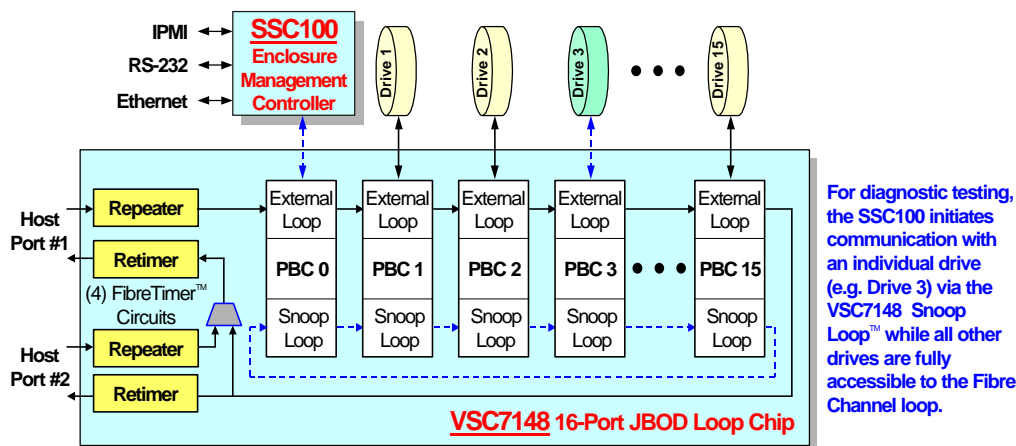 IPMI
RS-232
Ethernet
SSC100
Enclosure
Management
Controller
Drive 1
Drive 2
Drive 3
Drive 15
Host
Port #1
Repeater
Retimer
(4) FibreTimer™
Circuits
Host
Port #2
Repeater
Retimer
External
Loop
PBC 0
Snoop
Loop
External
Loop
PBC 1
Snoop
Loop
External
Loop
PBC 2
Snoop
Loop
External
Loop
PBC 3
Snoop
Loop
External
Loop
PBC 15
Snoop
Loop
VSC7148 16-Port JBOD Loop Chip
For diagnostic testing,
the SSC100 initiates
communication with
an individual drive
(e.g. Drive 3) via the
VSC7148 Snoop
Loop™ while all other
drives are fully
accessible to the Fibre
Channel loop.